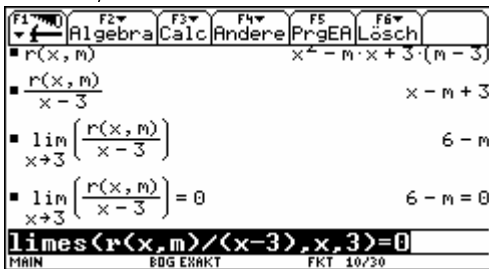 F1 F2 F3 F4 F5 F6
Algebra Calc Andere PrgEA Lösch
▪ r(x, m) x² − m·x + 3·(m − 3)
▪ r(x, m)/(x − 3) x − m + 3
▪ lim x→3 (r(x, m)/(x − 3)) 6 − m
▪ lim x→3 (r(x, m)/(x − 3)) = 0 6 − m = 0
limes(r(x,m)/(x-3),x,3)=0
MAIN BOG EXAKT FKT 10/30